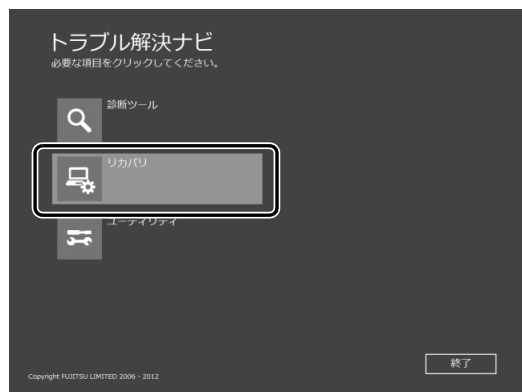 トラブル解決ナビ
必要な項目をクリックしてください。
診断ツール
リカバリ
ユーティリティ
終了
Copyright FUJITSU LIMITED 2006 - 2012